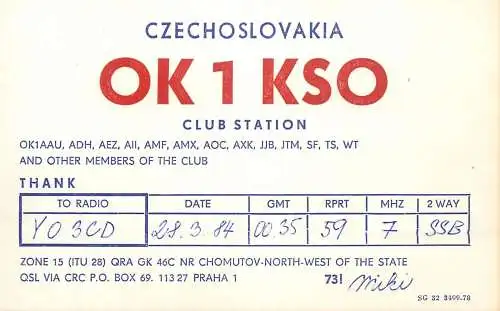 CZECHOSLOVAKIA
OK 1 KSO
CLUB STATION
OK1AAU, ADH, AEZ, AII, AMF, AMX, AOC, AXK, JJB, JTM, SF, TS, WT
AND OTHER MEMBERS OF THE CLUB
THANK
TO RADIO DATE GMT RPRT MHZ 2 WAY
YO3CD 28.3.84 00.35 59 7 SSB
ZONE 15 (ITU 28) QRA GK 46C NR CHOMUTOV-NORTH-WEST OF THE STATE
QSL VIA CRC P.O. BOX 69. 113 27 PRAHA 1 73! Miki
SG 32 3499-78